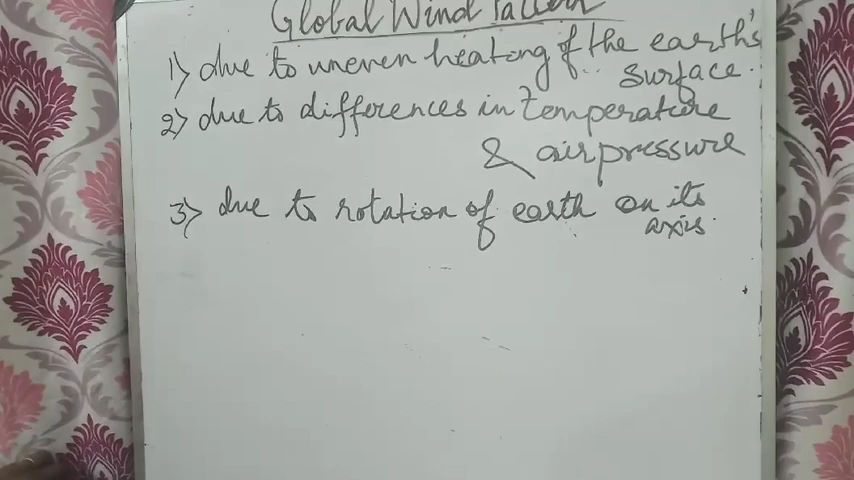 Global Wind Pattern
1) due to uneven heating of the earth's
surface.
2) due to differences in temperature
& air pressure
3) due to rotation of earth on its
axis.